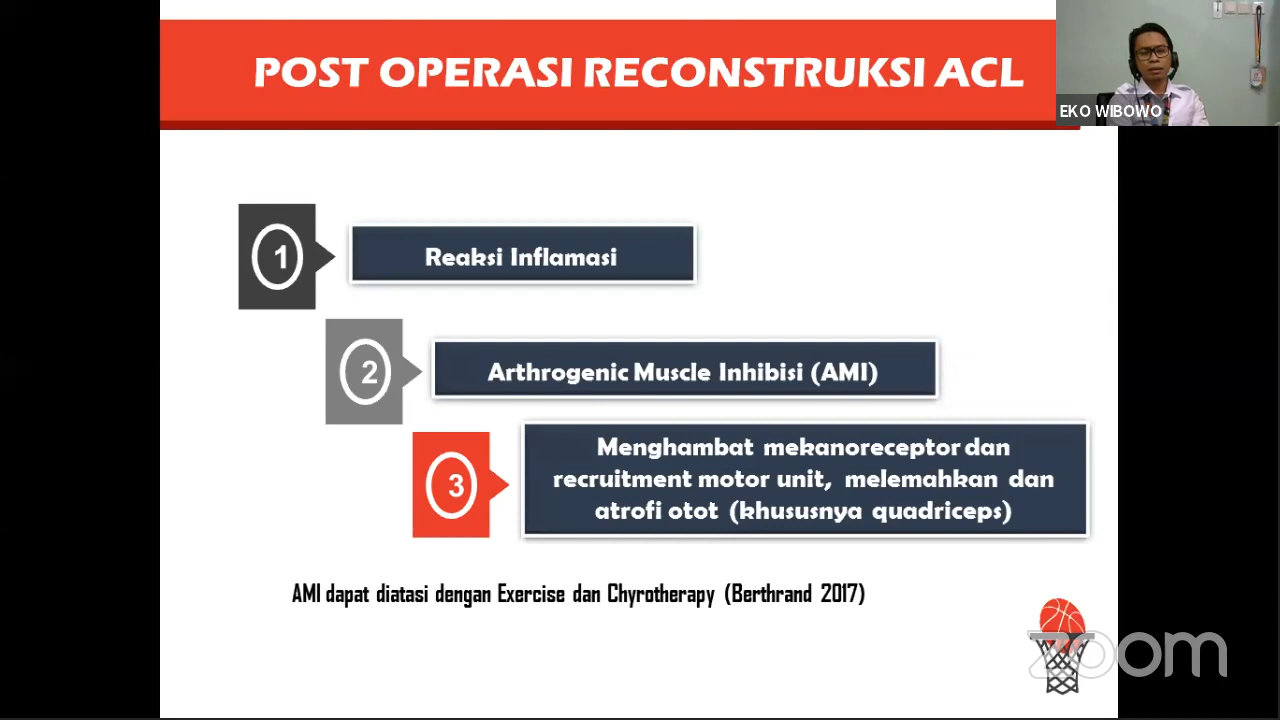 POST OPERASI RECONSTRUKSI ACL
EKO WIBOWO
1
Reaksi Inflamasi
2
Arthrogenic Muscle Inhibisi (AMI)
3
Menghambat mekanoreceptor dan
recruitment motor unit, melemahkan dan
atrofi otot (khususnya quadriceps)
AMI dapat diatasi dengan Exercise dan Chyrotherapy (Berthrand 2017)
zoom